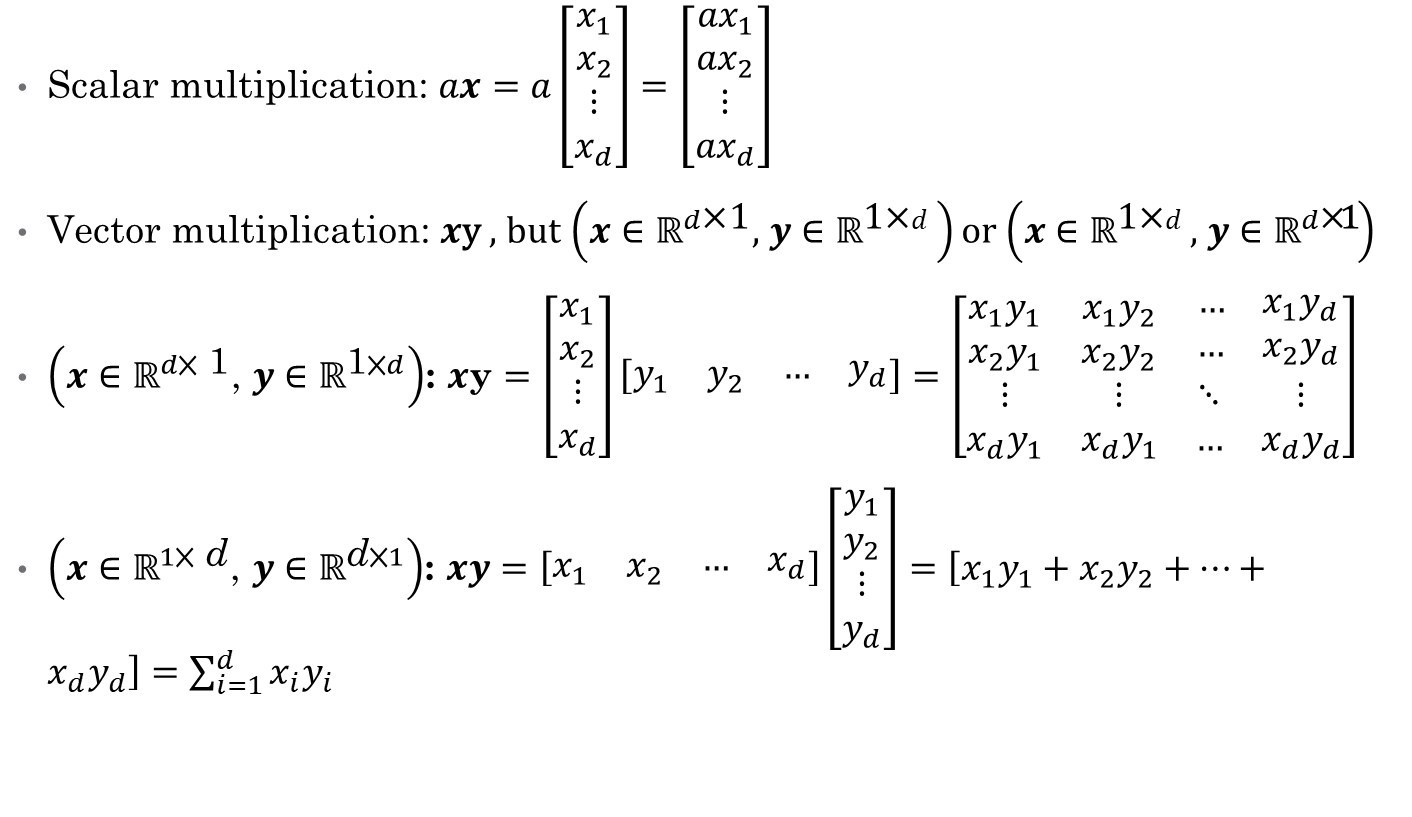 • Scalar multiplication: a𝒙 = a [x₁ x₂ ⋮ x_d] = [ax₁ ax₂ ⋮ ax_d]
• Vector multiplication: 𝒙𝐲 , but (𝒙 ∈ ℝ^{d×1}, 𝒚 ∈ ℝ^{1×d}) or (𝒙 ∈ ℝ^{1×d}, 𝒚 ∈ ℝ^{d×1})
• (𝒙 ∈ ℝ^{d×1}, 𝒚 ∈ ℝ^{1×d}): 𝒙𝐲 = [x₁ x₂ ⋮ x_d] [y₁ y₂ ⋯ y_d] = [x₁y₁ x₁y₂ … x₁y_d x₂y₁ x₂y₂ … x₂y_d ⋮ ⋮ ⋱ ⋮ x_dy₁ x_dy₁ … x_dy_d]
• (𝒙 ∈ ℝ^{1×d}, 𝒚 ∈ ℝ^{d×1}): 𝒙𝒚 = [x₁ x₂ … x_d] [y₁ y₂ ⋮ y_d] = [x₁y₁ + x₂y₂ + ⋯ +
x_dy_d] = ∑_{i=1}^{d} x_iy_i